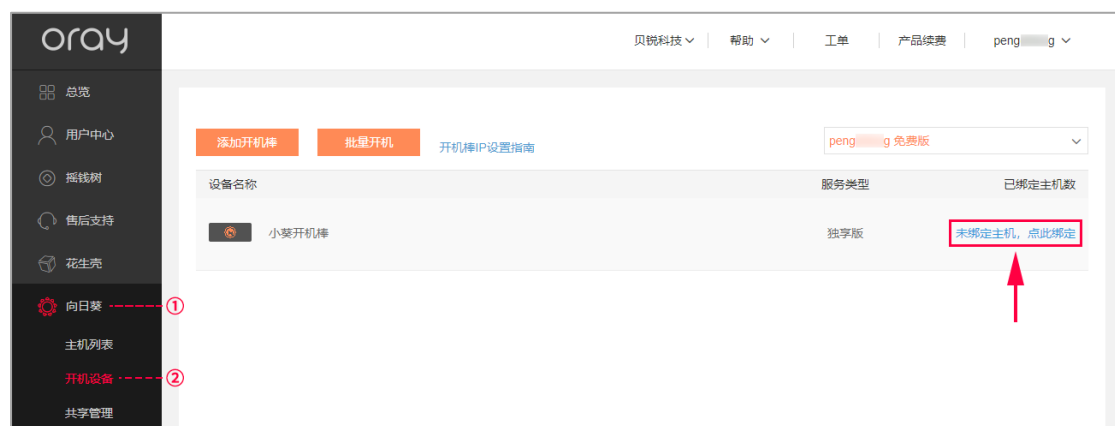 oray
贝锐科技 帮助 工单 产品续费 peng g
总览
用户中心
摇钱树
售后支持
花生壳
向日葵 ①
主机列表
开机设备 ②
共享管理
添加开机棒 批量开机 开机棒IP设置指南 peng g 免费版
设备名称 服务类型 已绑定主机数
小葵开机棒 独享版 未绑定主机，点此绑定